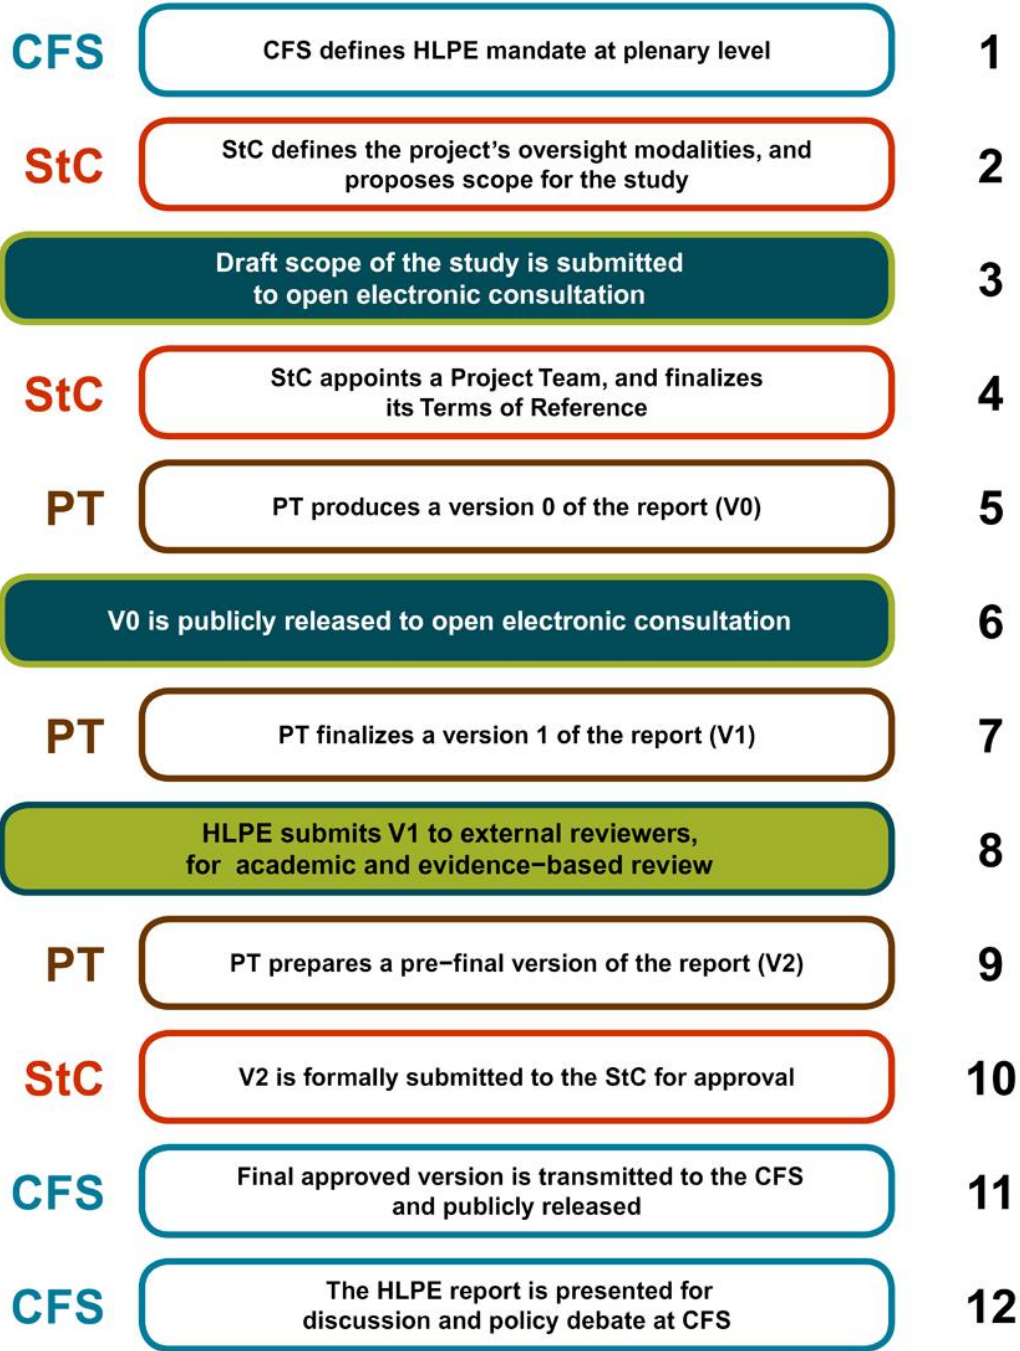 CFS
CFS defines HLPE mandate at plenary level
1
StC
StC defines the project's oversight modalities, and
proposes scope for the study
2
Draft scope of the study is submitted
to open electronic consultation
3
StC
StC appoints a Project Team, and finalizes
its Terms of Reference
4
PT
PT produces a version 0 of the report (V0)
5
V0 is publicly released to open electronic consultation
6
PT
PT finalizes a version 1 of the report (V1)
7
HLPE submits V1 to external reviewers,
for academic and evidence−based review
8
PT
PT prepares a pre−final version of the report (V2)
9
StC
V2 is formally submitted to the StC for approval
10
CFS
Final approved version is transmitted to the CFS
and publicly released
11
CFS
The HLPE report is presented for
discussion and policy debate at CFS
12